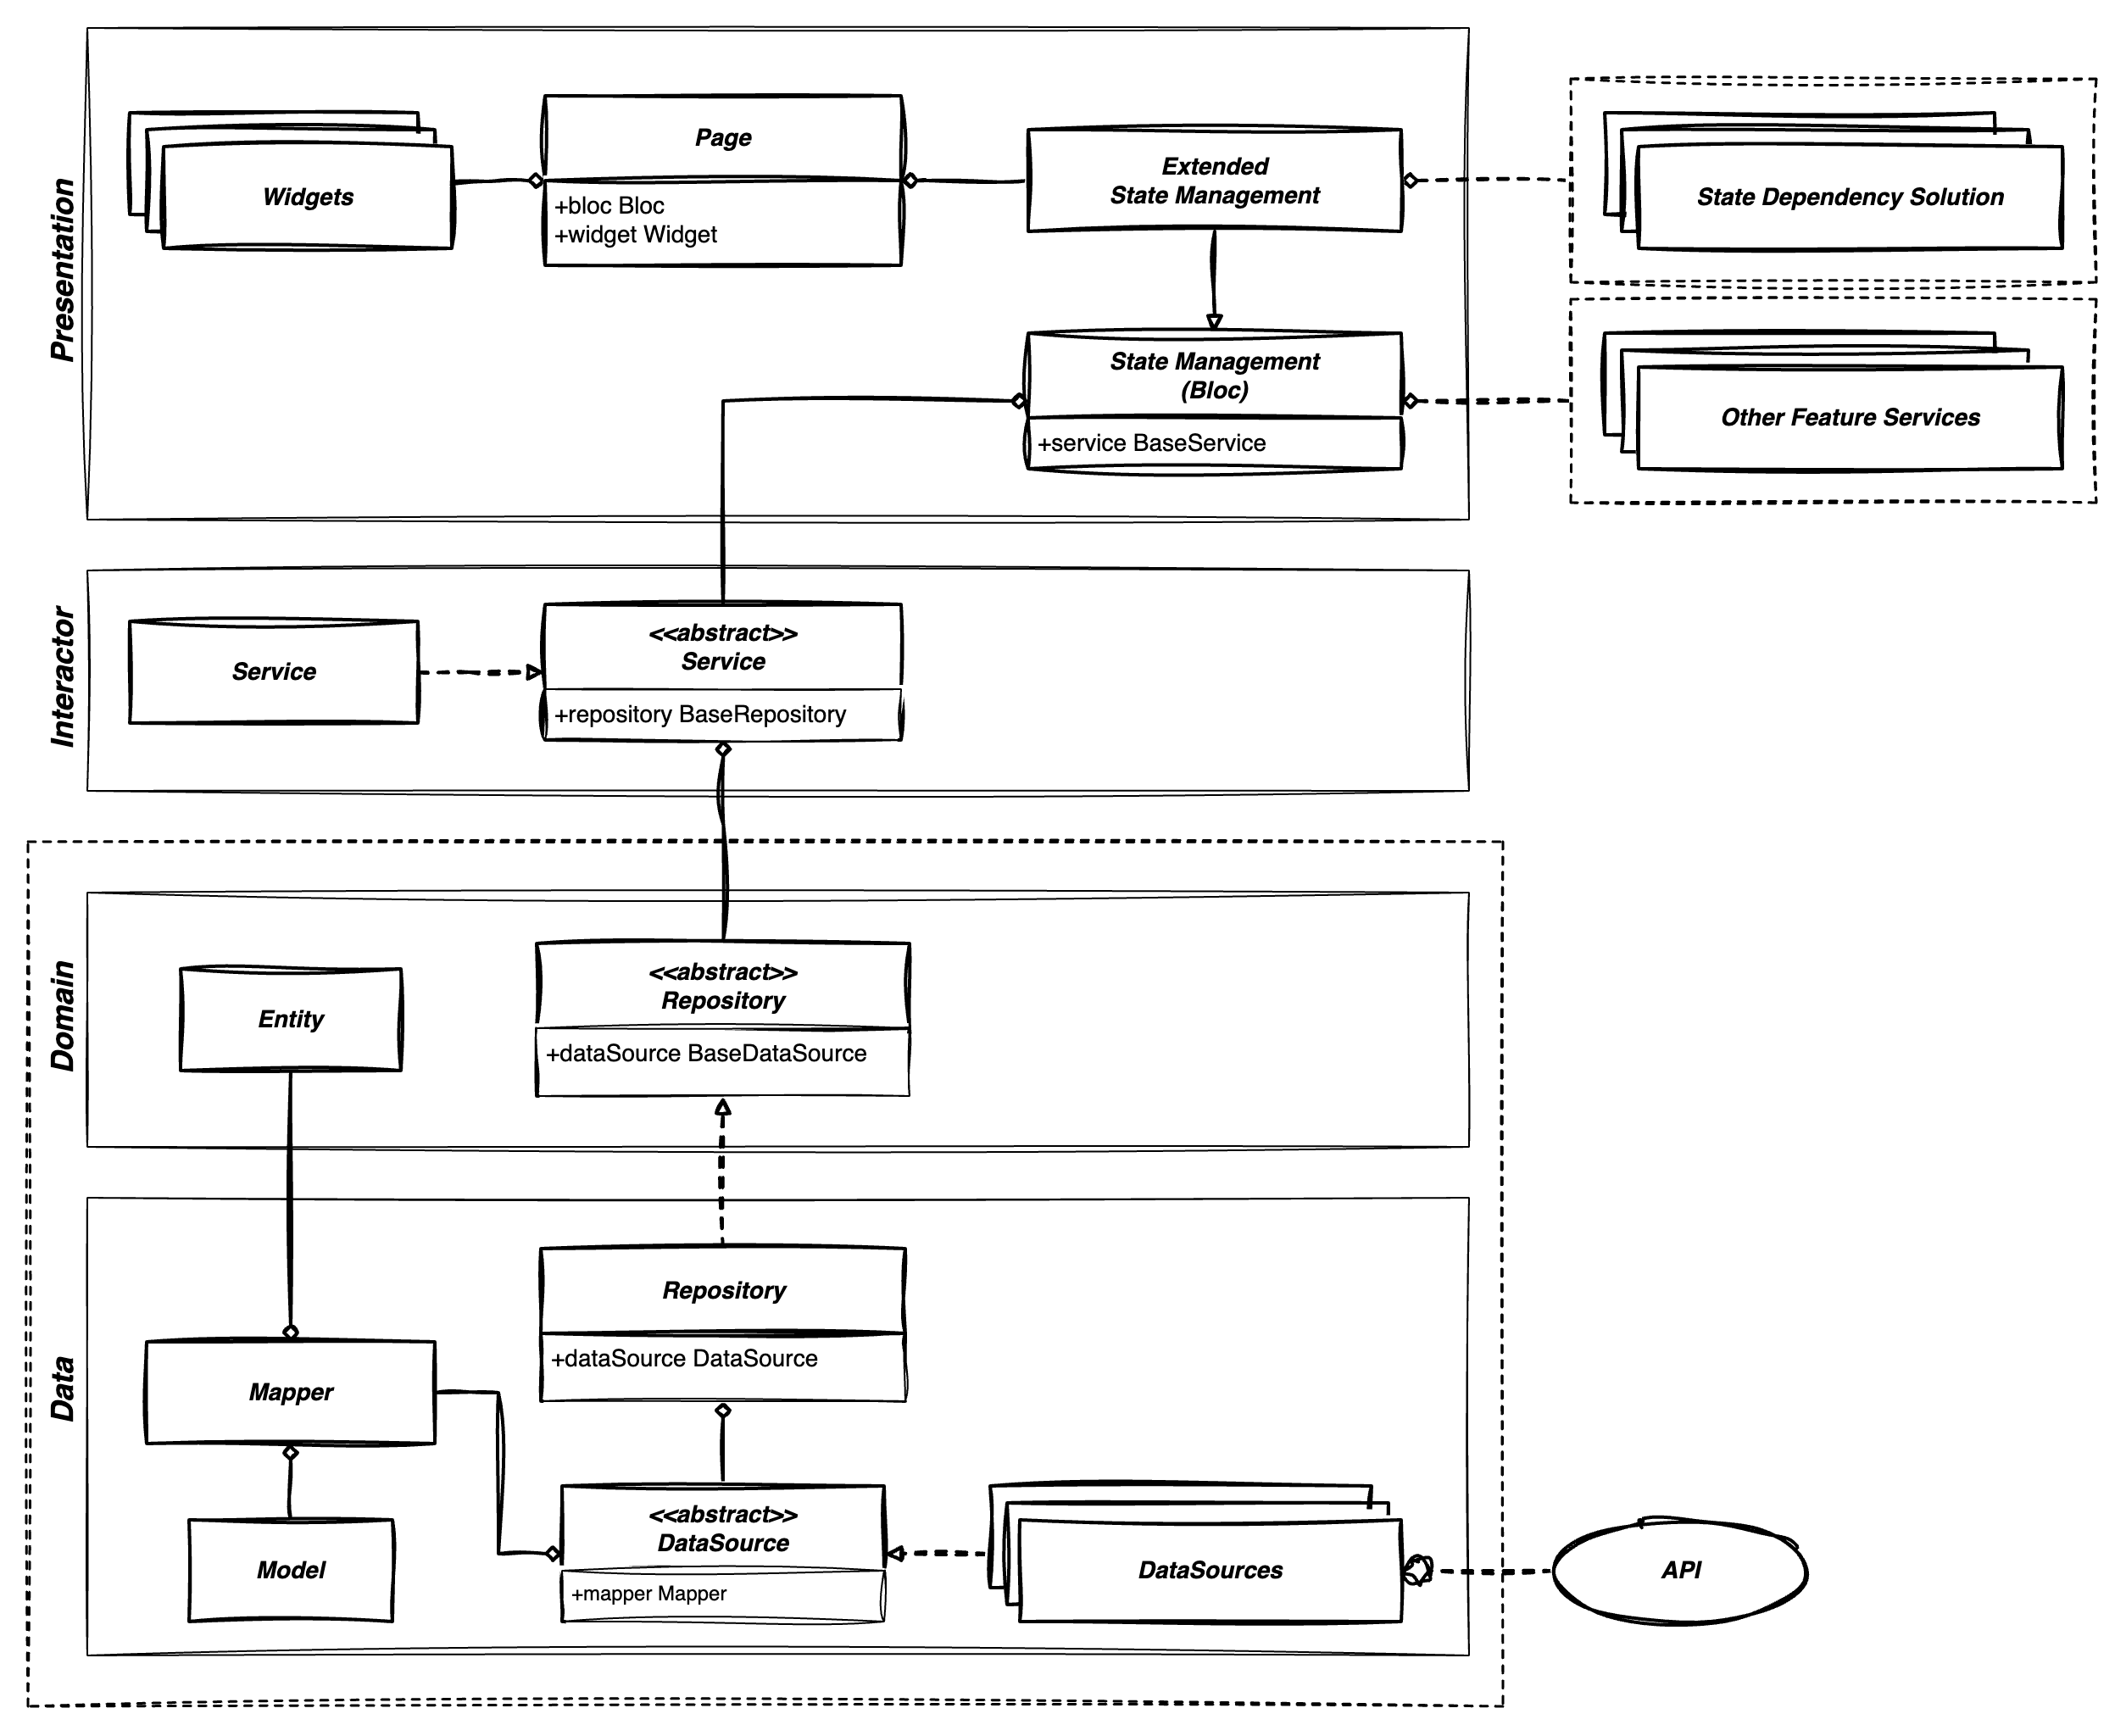 Presentation
Widgets
Page
+bloc Bloc
+widget Widget
Extended
State Management
State Dependency Solution
State Management
(Bloc)
+service BaseService
Other Feature Services
Interactor
Service
<<abstract>>
Service
+repository BaseRepository
Domain
Entity
<<abstract>>
Repository
+dataSource BaseDataSource
Data
Repository
+dataSource DataSource
Mapper
Model
<<abstract>>
DataSource
+mapper Mapper
DataSources
API